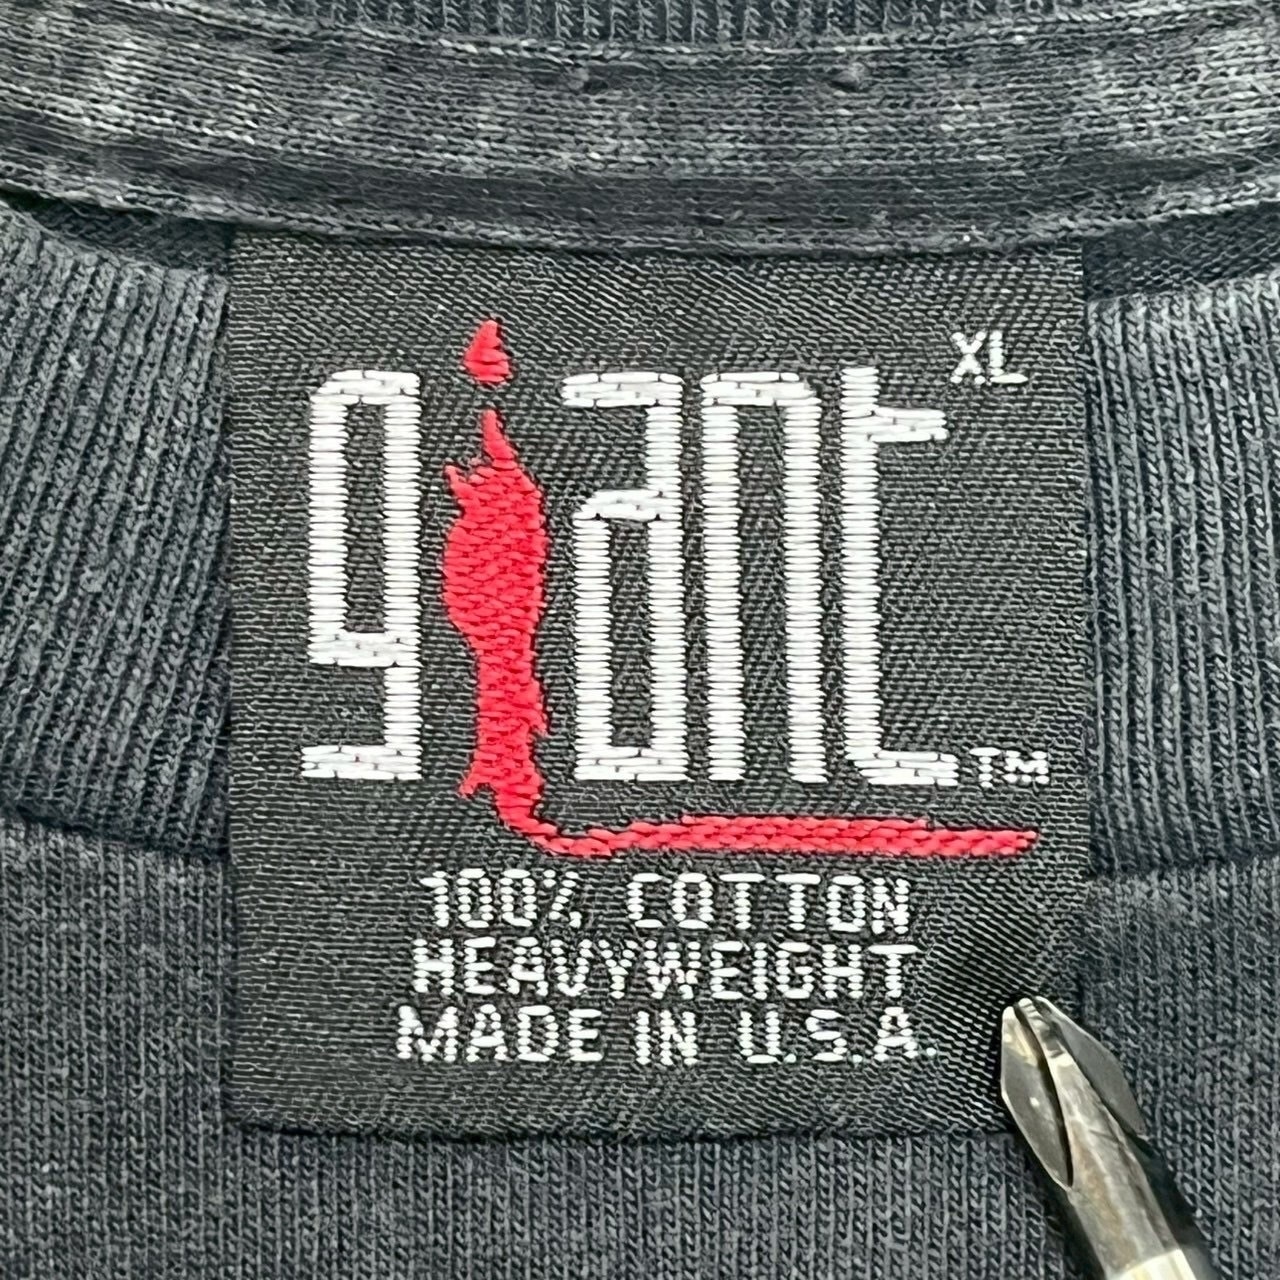 XL
giant
TM
100% COTTON
HEAVYWEIGHT
MADE IN U.S.A.